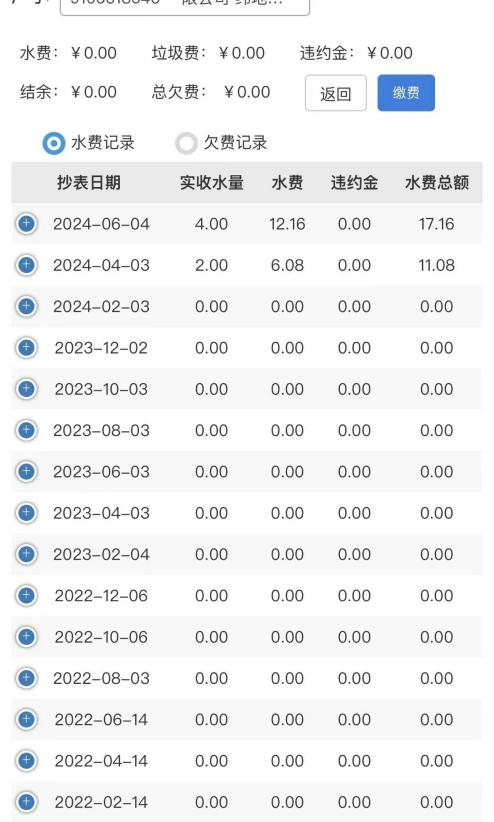 水费：￥0.00 垃圾费：￥0.00 违约金：￥0.00
结余：￥0.00 总欠费：￥0.00 返回 缴费
水费记录 欠费记录
抄表日期 实收水量 水费 违约金 水费总额
2024-06-04 4.00 12.16 0.00 17.16
2024-04-03 2.00 6.08 0.00 11.08
2024-02-03 0.00 0.00 0.00 0.00
2023-12-02 0.00 0.00 0.00 0.00
2023-10-03 0.00 0.00 0.00 0.00
2023-08-03 0.00 0.00 0.00 0.00
2023-06-03 0.00 0.00 0.00 0.00
2023-04-03 0.00 0.00 0.00 0.00
2023-02-04 0.00 0.00 0.00 0.00
2022-12-06 0.00 0.00 0.00 0.00
2022-10-06 0.00 0.00 0.00 0.00
2022-08-03 0.00 0.00 0.00 0.00
2022-06-14 0.00 0.00 0.00 0.00
2022-04-14 0.00 0.00 0.00 0.00
2022-02-14 0.00 0.00 0.00 0.00